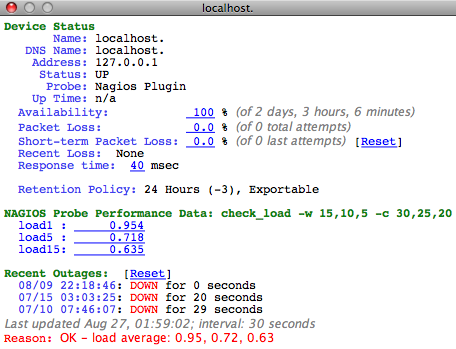 localhost.
Device Status
Name: localhost.
DNS Name: localhost.
Address: 127.0.0.1
Status: UP
Probe: Nagios Plugin
Up Time: n/a
Availability: 100 % (of 2 days, 3 hours, 6 minutes)
Packet Loss: 0.0 % (of 0 total attempts)
Short-term Packet Loss: 0.0 % (of 0 last attempts) [Reset]
Recent Loss: None
Response time: 40 msec
Retention Policy: 24 Hours (-3), Exportable
NAGIOS Probe Performance Data: check_load -w 15,10,5 -c 30,25,20
load1 : 0.954
load5 : 0.718
load15: 0.635
Recent Outages: [Reset]
08/09 22:18:46: DOWN for 0 seconds
07/15 03:03:25: DOWN for 20 seconds
07/10 07:46:07: DOWN for 29 seconds
Last updated Aug 27, 01:59:02; interval: 30 seconds
Reason: OK - load average: 0.95, 0.72, 0.63